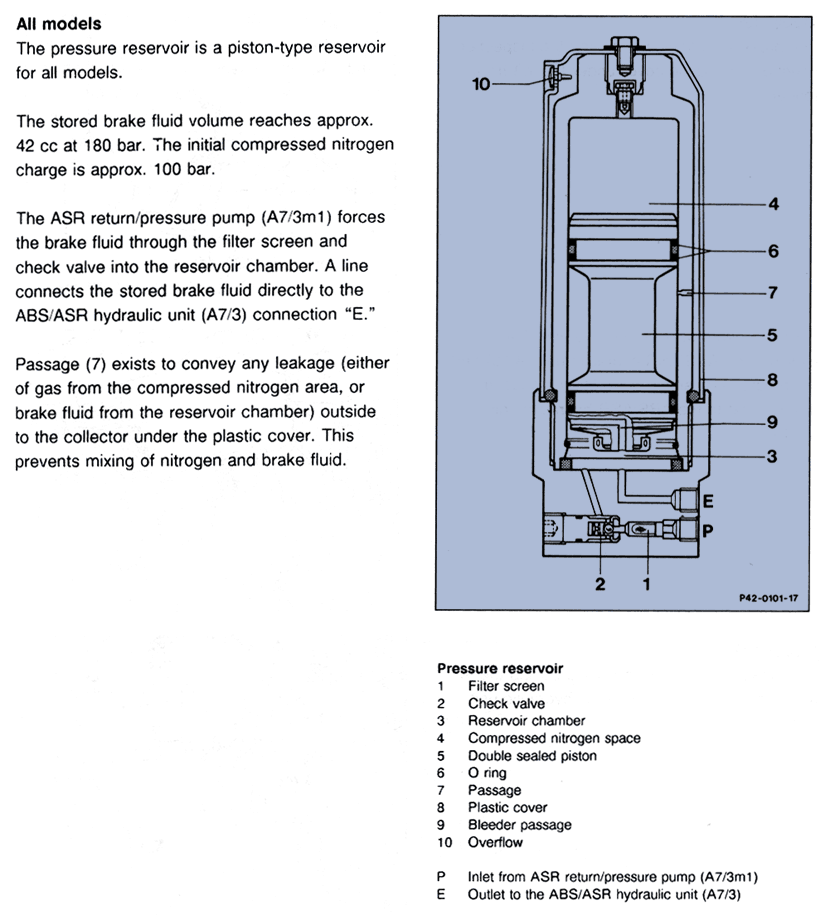 All models
The pressure reservoir is a piston-type reservoir
for all models.
The stored brake fluid volume reaches approx.
42 cc at 180 bar. The initial compressed nitrogen
charge is approx. 100 bar.
The ASR return/pressure pump (A7/3m1) forces
the brake fluid through the filter screen and
check valve into the reservoir chamber. A line
connects the stored brake fluid directly to the
ABS/ASR hydraulic unit (A7/3) connection “E.”
Passage (7) exists to convey any leakage (either
of gas from the compressed nitrogen area, or
brake fluid from the reservoir chamber) outside
to the collector under the plastic cover. This
prevents mixing of nitrogen and brake fluid.
10
4
6
7
5
8
9
3
E
P
2 1
P42-0101-17
Pressure reservoir
1 Filter screen
2 Check valve
3 Reservoir chamber
4 Compressed nitrogen space
5 Double sealed piston
6 O ring
7 Passage
8 Plastic cover
9 Bleeder passage
10 Overflow
P Inlet from ASR return/pressure pump (A7/3m1)
E Outlet to the ABS/ASR hydraulic unit (A7/3)